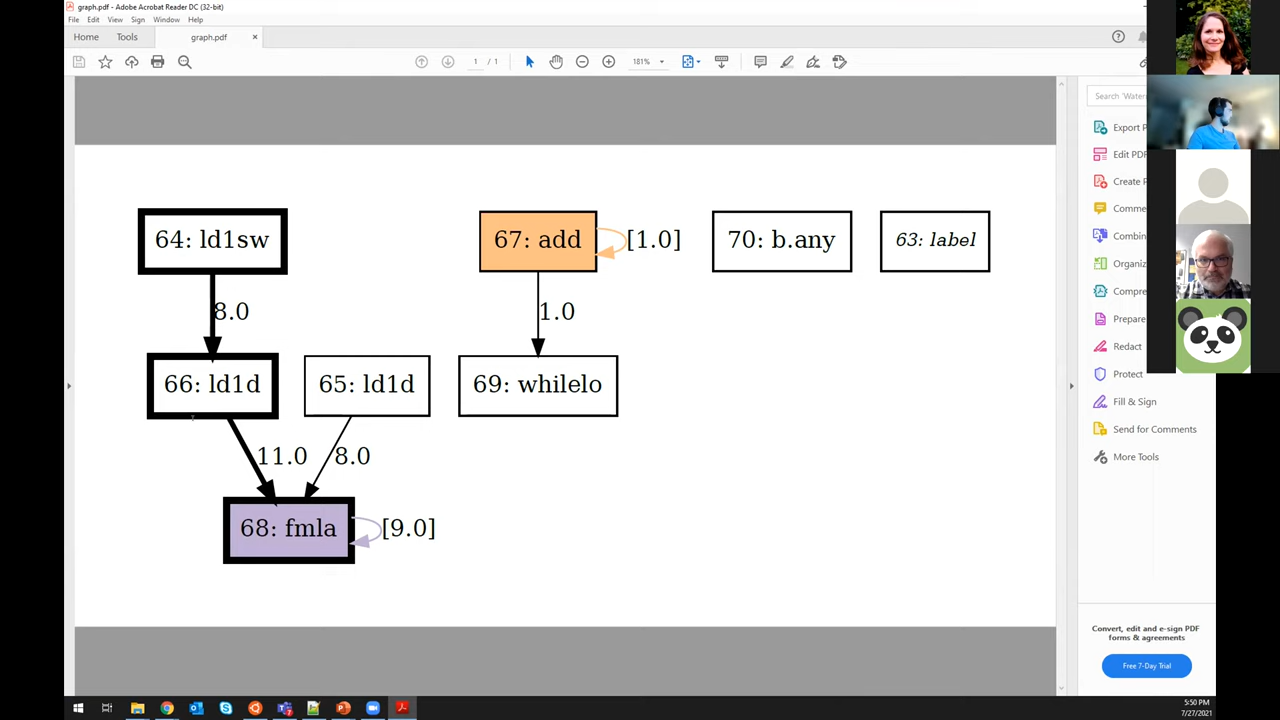 graph.pdf - Adobe Acrobat Reader DC (32-bit)
File Edit View Sign Window Help
Home Tools graph.pdf ×
1 / 1 181%
Search 'Water
Export P
Edit PDF
Create P
Comme
Combin
Organiz
Compre
Prepare
Redact
Protect
Fill & Sign
Send for Comments
More Tools
64: ld1sw
67: add
[1.0]
70: b.any
63: label
8.0
1.0
66: ld1d
65: ld1d
69: whilelo
11.0
8.0
68: fmla
[9.0]
Convert, edit and e-sign PDF
forms & agreements
Free 7-Day Trial
5:50 PM
7/27/2021